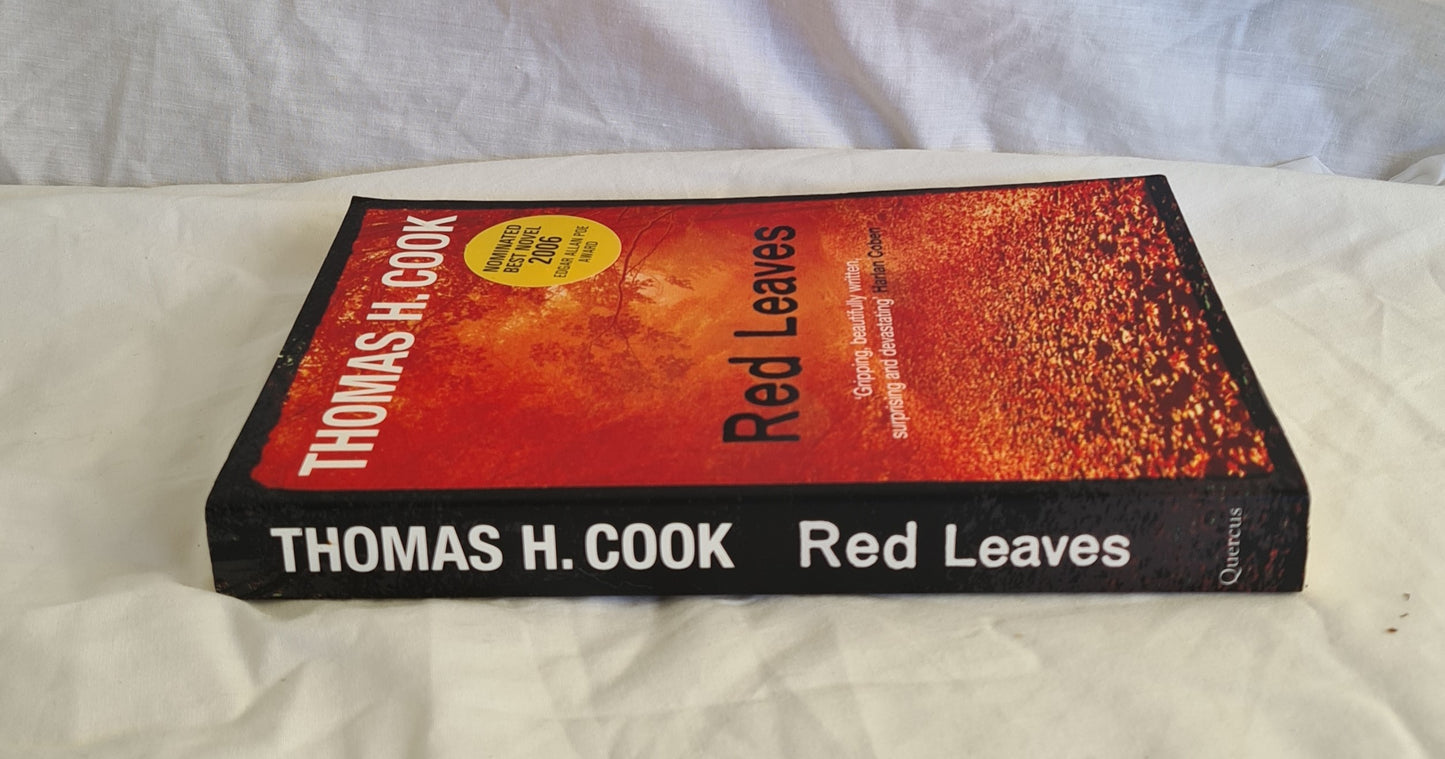 THOMAS H. COOK
NOMINATED
BEST NOVEL
2006
EDGAR ALLAN POE
AWARD
Red Leaves
'Gripping, beautifully written,
surprising and devastating' Harlan Coben
THOMAS H. COOK Red Leaves Quercus